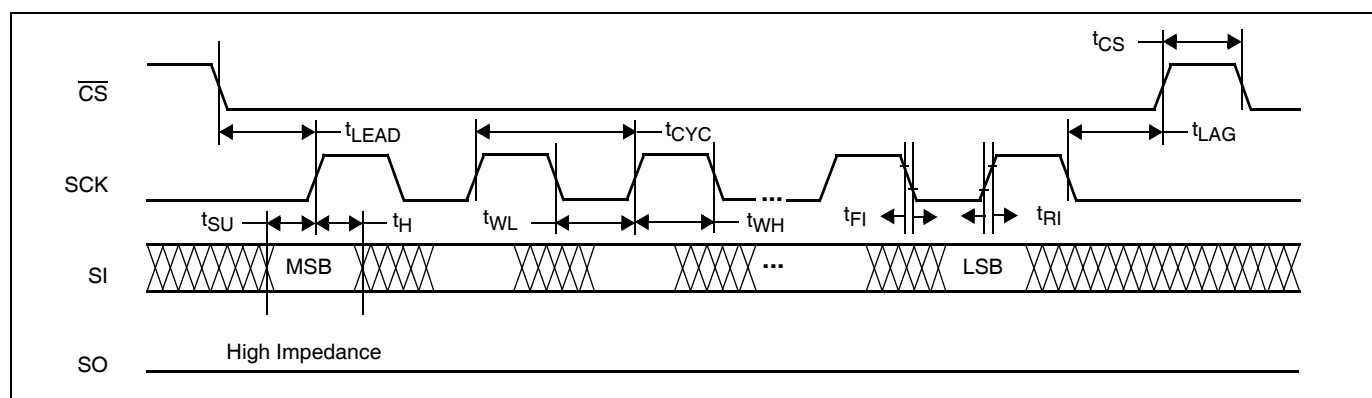 tCS
CS
tLEAD
tCYC
tLAG
SCK
tSU
tH
tWL
tWH
...
tFI
tRI
SI
MSB
...
LSB
SO
High Impedance